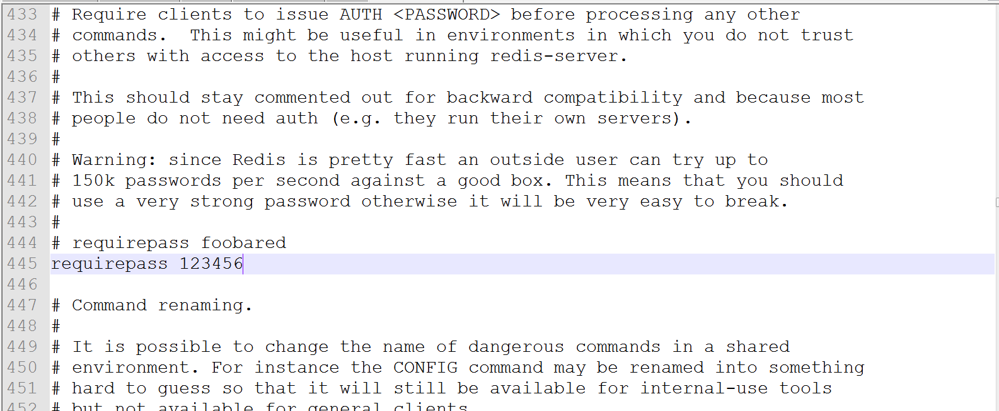 433 # Require clients to issue AUTH <PASSWORD> before processing any other
434 # commands.  This might be useful in environments in which you do not trust
435 # others with access to the host running redis-server.
436 #
437 # This should stay commented out for backward compatibility and because most
438 # people do not need auth (e.g. they run their own servers).
439 #
440 # Warning: since Redis is pretty fast an outside user can try up to
441 # 150k passwords per second against a good box. This means that you should
442 # use a very strong password otherwise it will be very easy to break.
443 #
444 # requirepass foobared
445 requirepass 123456
446
447 # Command renaming.
448 #
449 # It is possible to change the name of dangerous commands in a shared
450 # environment. For instance the CONFIG command may be renamed into something
451 # hard to guess so that it will still be available for internal-use tools
452 # but not available for general clients